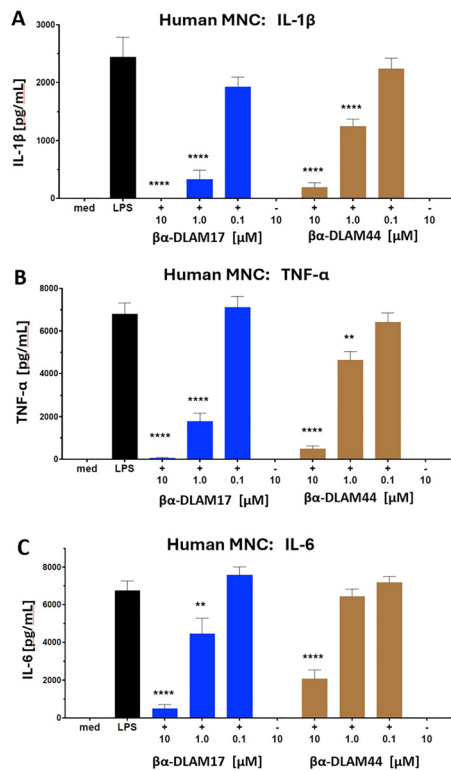 A
Human MNC: IL-1β
IL-1β [pg/mL]
3000
2000
1000
0
**** **** **** ****
med LPS + + + - + + + -
10 1.0 0.1 10 10 1.0 0.1 10
βα-DLAM17 [µM] βα-DLAM44 [µM]
B
Human MNC: TNF-α
TNF-α [pg/mL]
8000
6000
4000
2000
0
**** **** **** **
med LPS + + + - + + + -
10 1.0 0.1 10 10 1.0 0.1 10
βα-DLAM17 [µM] βα-DLAM44 [µM]
C
Human MNC: IL-6
IL-6 [pg/mL]
8000
6000
4000
2000
0
**** ** ****
med LPS + + + - + + + -
10 1.0 0.1 10 10 1.0 0.1 10
βα-DLAM17 [µM] βα-DLAM44 [µM]